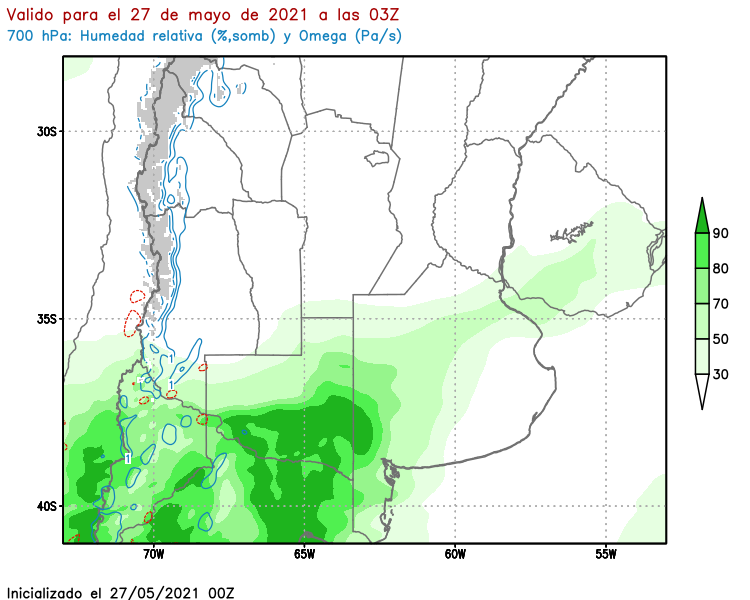 Valido para el 27 de mayo de 2021 a las 03Z
700 hPa: Humedad relativa (%,somb) y Omega (Pa/s)
30S
90
80
70
35S
50
30
1
1
1
40S
70W 65W 60W 55W
Inicializado el 27/05/2021 00Z